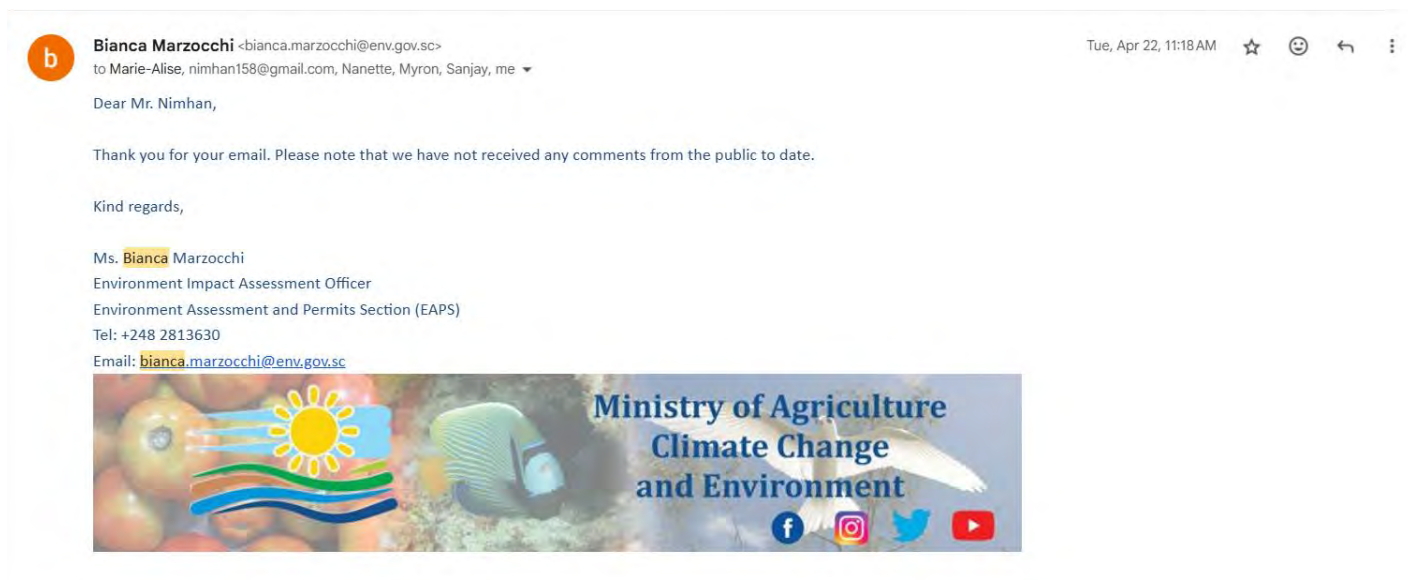 b
Bianca Marzocchi <bianca.marzocchi@env.gov.sc>
Tue, Apr 22, 11:18 AM
to Marie-Alise, nimhan158@gmail.com, Nanette, Myron, Sanjay, me
Dear Mr. Nimhan,
Thank you for your email. Please note that we have not received any comments from the public to date.
Kind regards,
Ms. Bianca Marzocchi
Environment Impact Assessment Officer
Environment Assessment and Permits Section (EAPS)
Tel: +248 2813630
Email: bianca.marzocchi@env.gov.sc
Ministry of Agriculture
Climate Change
and Environment